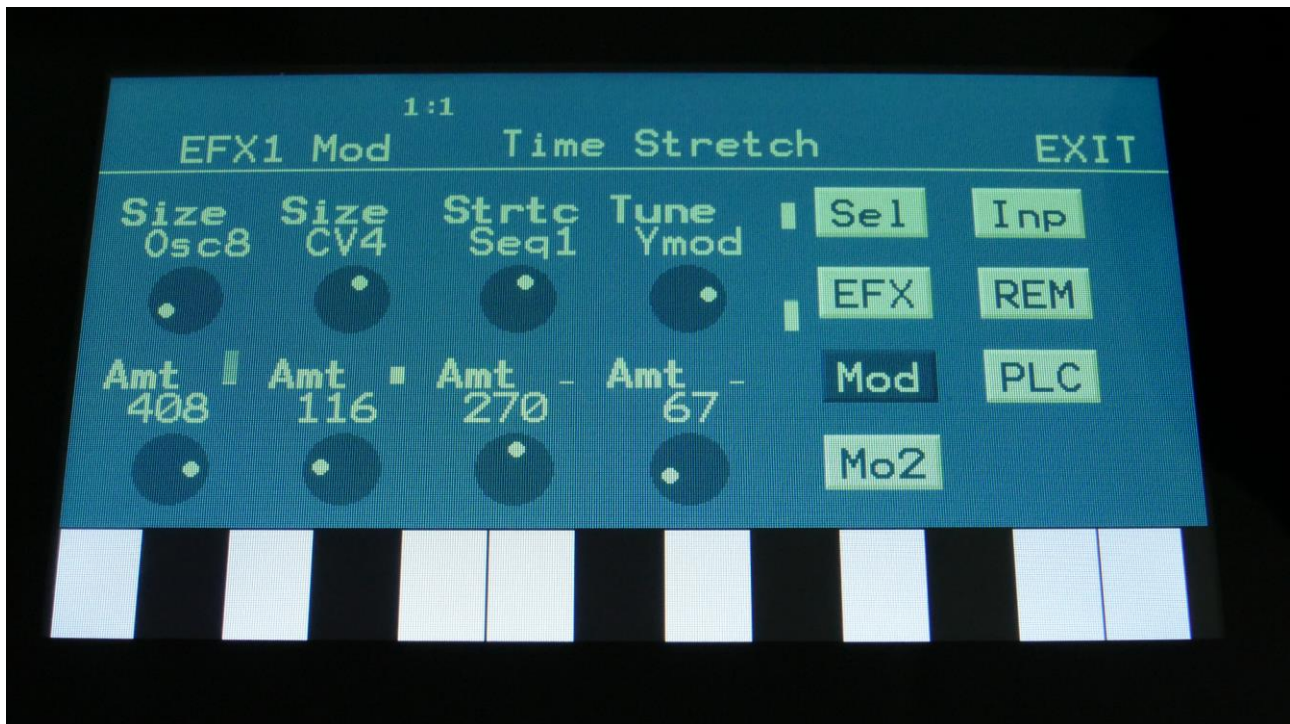 1:1
EFX1 Mod Time Stretch EXIT
Size Size Strtc Tune Sel Inp
Osc8 CV4 Seq1 Ymod
EFX REM
Amt Amt Amt Amt Mod PLC
408 116 270 67
Mo2